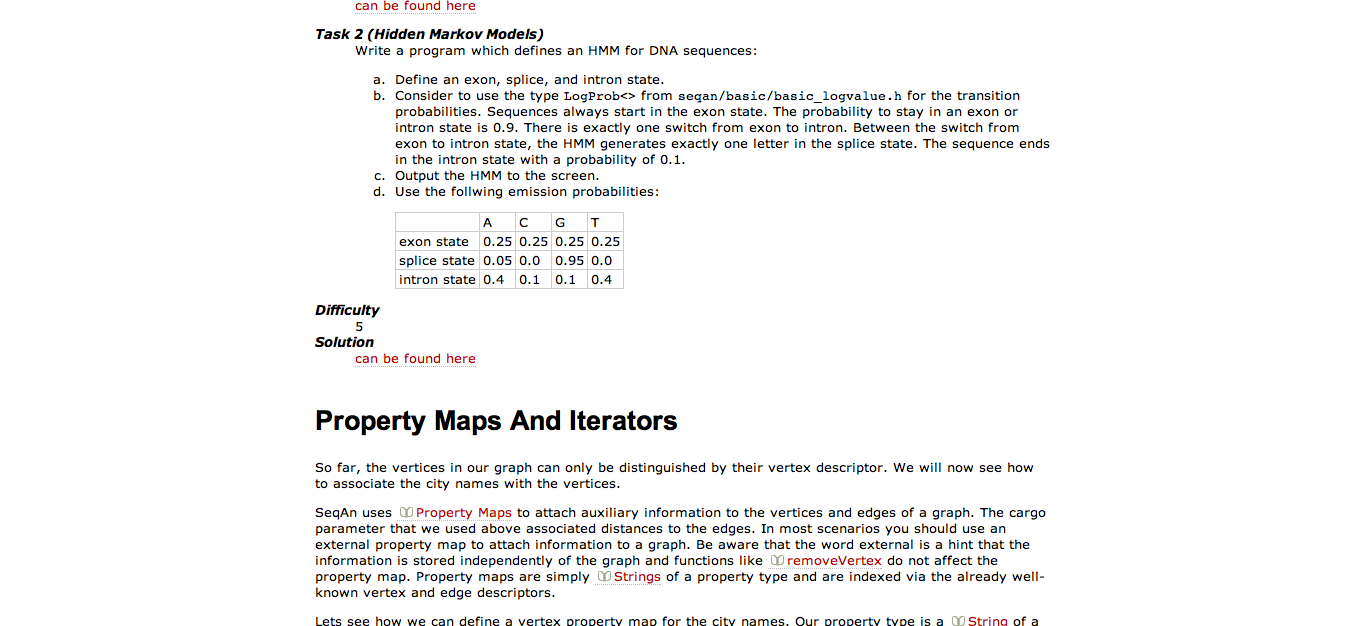 can be found here
Task 2 (Hidden Markov Models)
Write a program which defines an HMM for DNA sequences:
a. Define an exon, splice, and intron state.
b. Consider to use the type LogProb<> from seqan/basic/basic_logvalue.h for the transition
probabilities. Sequences always start in the exon state. The probability to stay in an exon or
intron state is 0.9. There is exactly one switch from exon to intron. Between the switch from
exon to intron state, the HMM generates exactly one letter in the splice state. The sequence ends
in the intron state with a probability of 0.1.
c. Output the HMM to the screen.
d. Use the follwing emission probabilities:
A C G T
exon state 0.25 0.25 0.25 0.25
splice state 0.05 0.0 0.95 0.0
intron state 0.4 0.1 0.1 0.4
Difficulty
5
Solution
can be found here
Property Maps And Iterators
So far, the vertices in our graph can only be distinguished by their vertex descriptor. We will now see how
to associate the city names with the vertices.
SeqAn uses Property Maps to attach auxiliary information to the vertices and edges of a graph. The cargo
parameter that we used above associated distances to the edges. In most scenarios you should use an
external property map to attach information to a graph. Be aware that the word external is a hint that the
information is stored independently of the graph and functions like removeVertex do not affect the
property map. Property maps are simply Strings of a property type and are indexed via the already well-
known vertex and edge descriptors.
Lets see how we can define a vertex property map for the city names. Our property type is a String of a